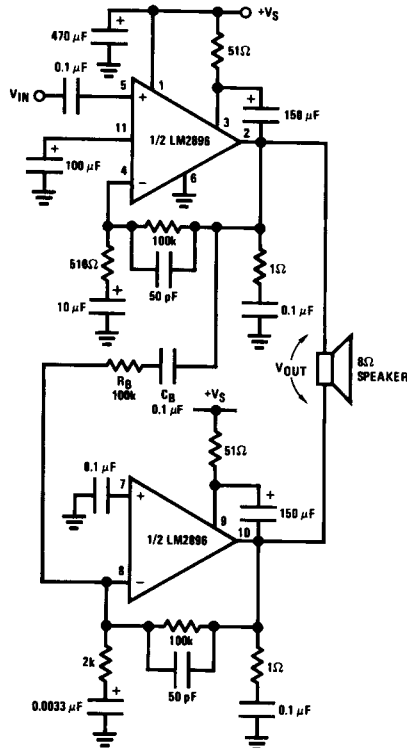 +VS
470 µF
51Ω
0.1 µF
VIN
5
+
1
+
3
150 µF
2
11
1/2 LM2896
+
100 µF
4
−
6
100k
516Ω
50 pF
1Ω
+
10 µF
0.1 µF
VOUT
8Ω
SPEAKER
RB
100k
CB
0.1 µF
+VS
51Ω
0.1 µF
7
+
9
+
150 µF
10
1/2 LM2896
8
−
100k
2k
50 pF
1Ω
+
0.0033 µF
0.1 µF